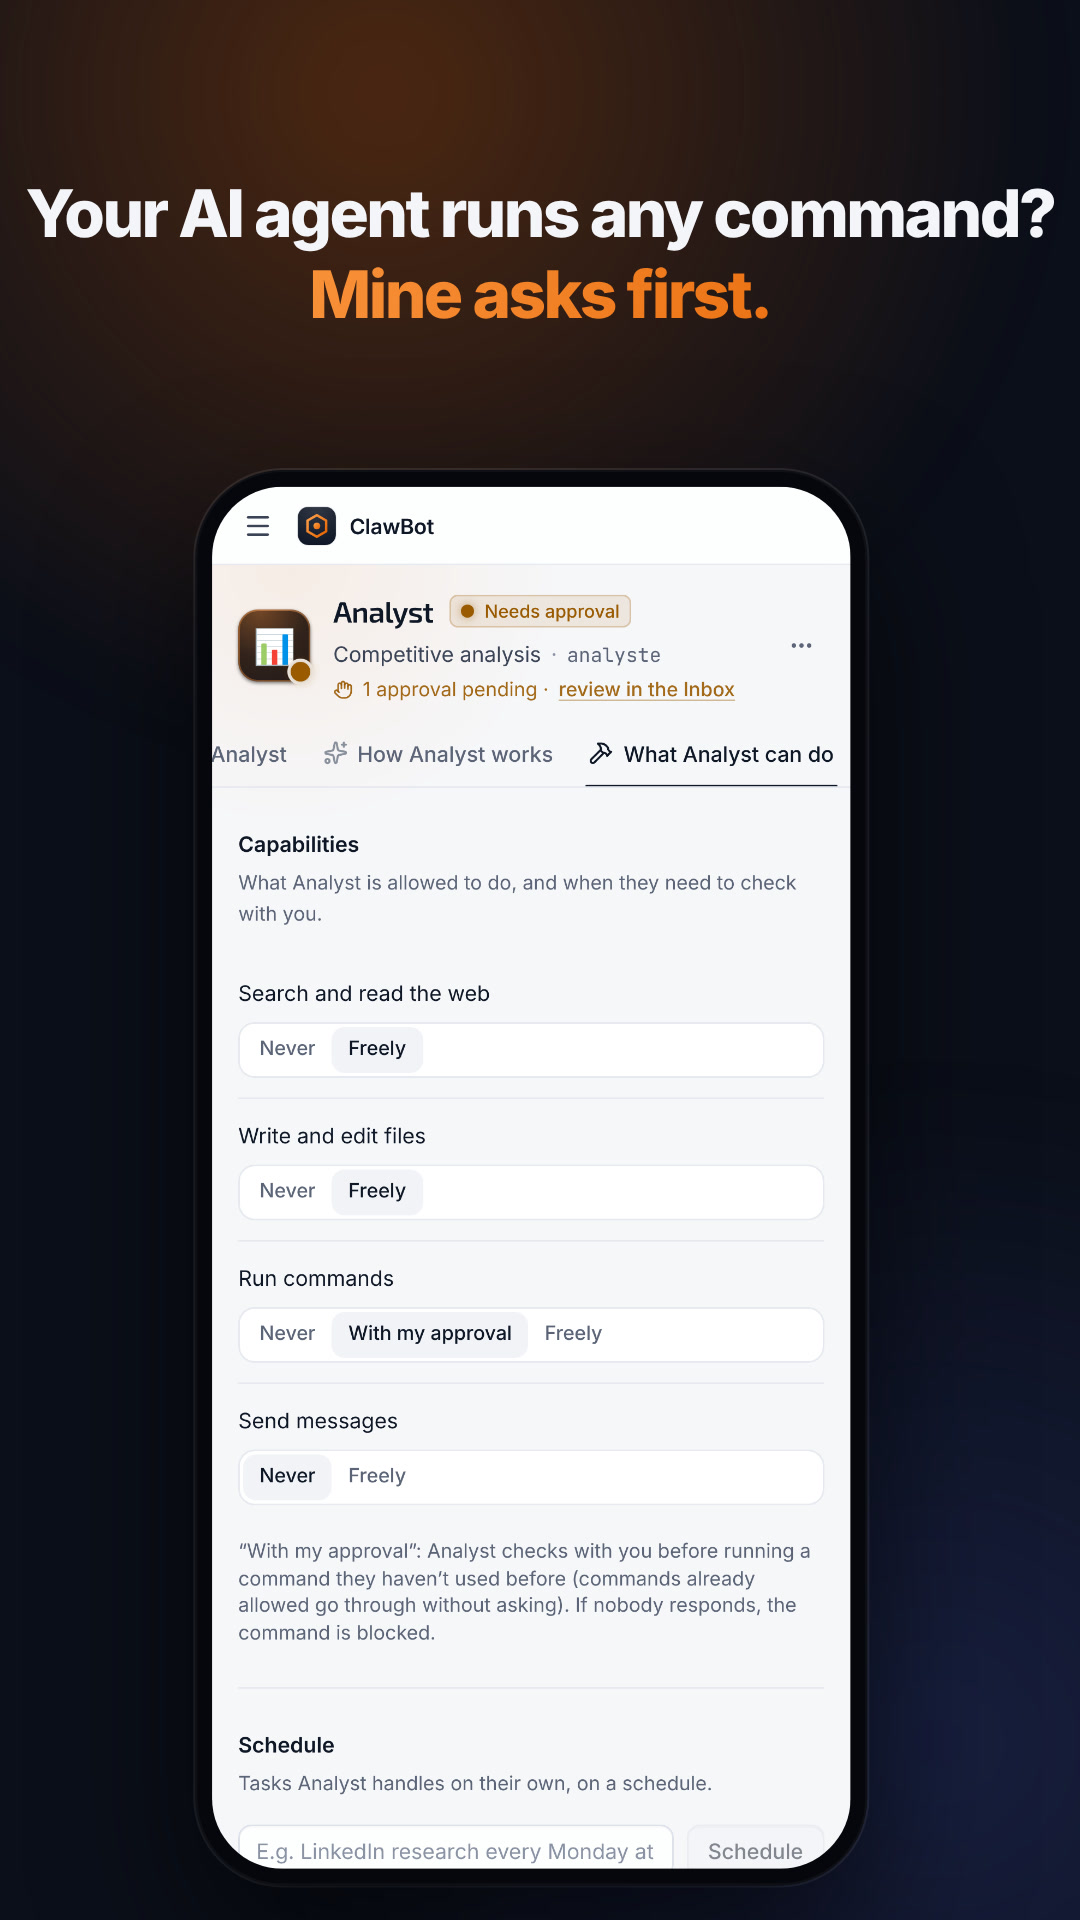 Your AI agent runs any command?
Mine asks first.
ClawBot
Analyst
Needs approval
Competitive analysis · analyste
1 approval pending · review in the Inbox
Analyst
How Analyst works
What Analyst can do
Capabilities
What Analyst is allowed to do, and when they need to check
with you.
Search and read the web
Never Freely
Write and edit files
Never Freely
Run commands
Never With my approval Freely
Send messages
Never Freely
“With my approval”: Analyst checks with you before running a
command they haven’t used before (commands already
allowed go through without asking). If nobody responds, the
command is blocked.
Schedule
Tasks Analyst handles on their own, on a schedule.
E.g. LinkedIn research every Monday at
Schedule